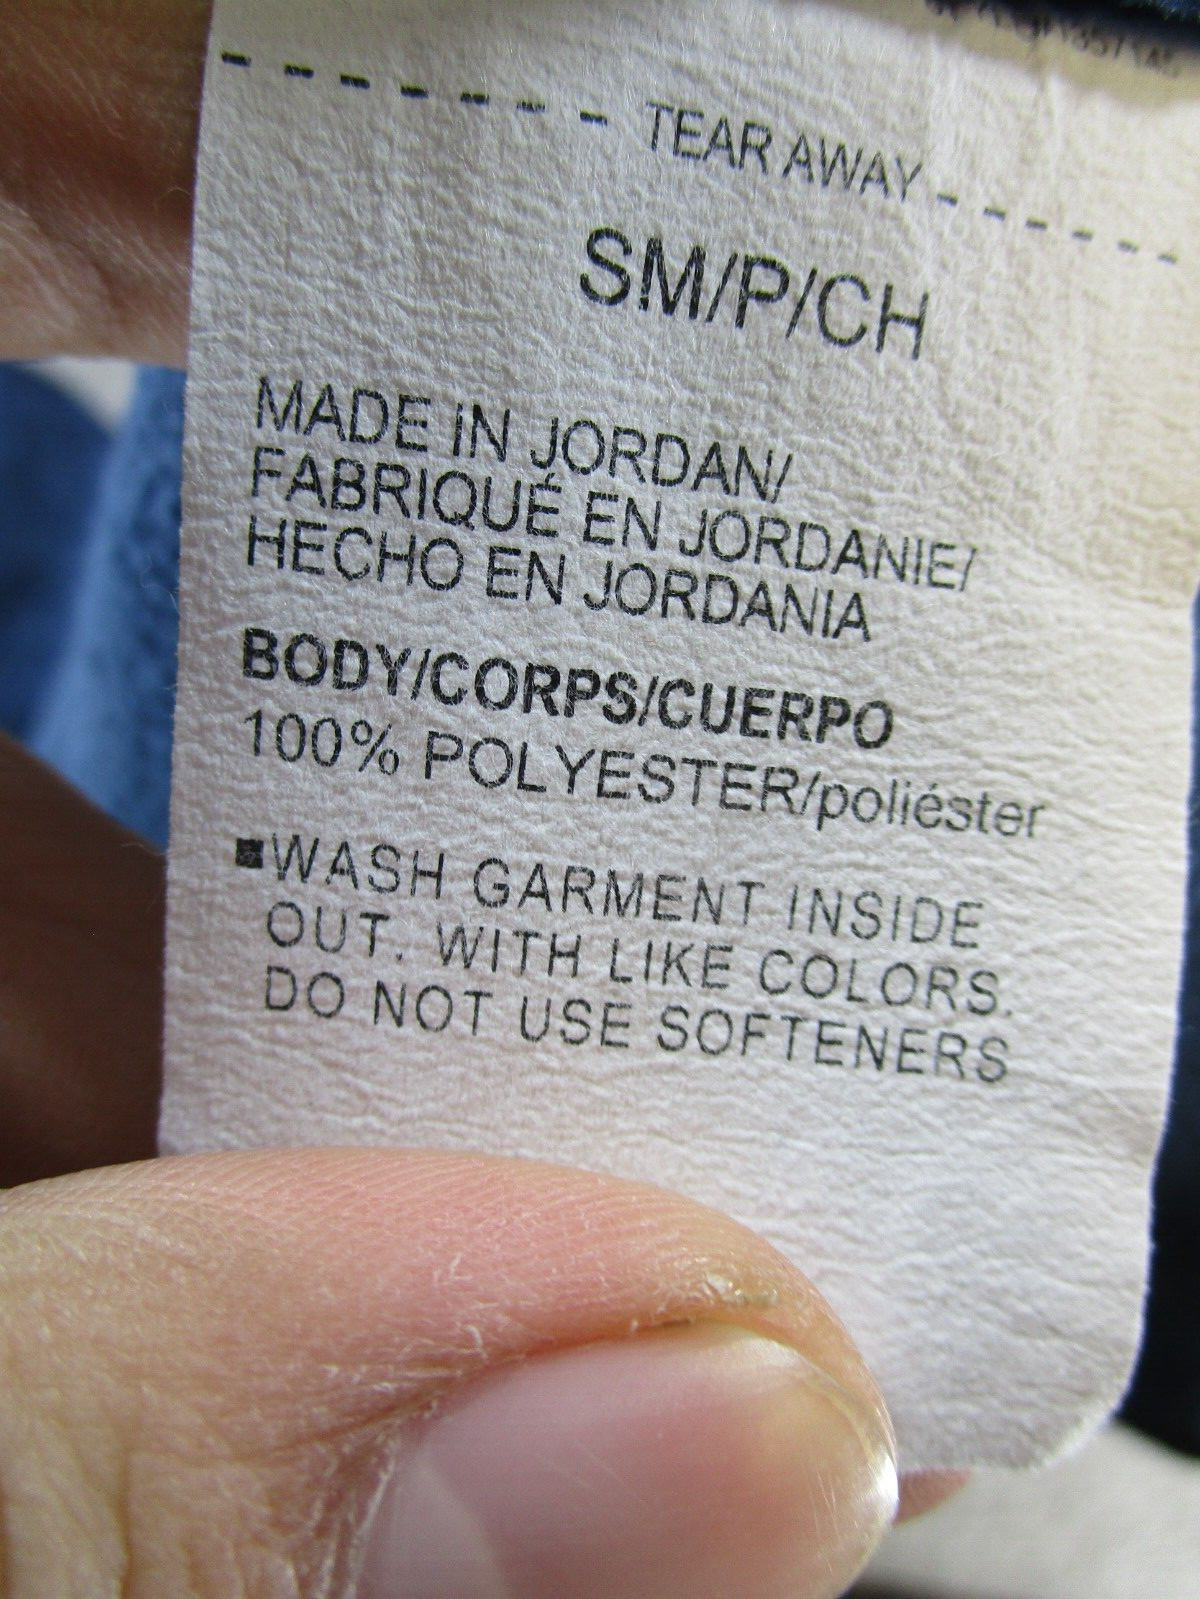 TEAR AWAY
SM/P/CH
MADE IN JORDAN/
FABRIQUÉ EN JORDANIE/
HECHO EN JORDANIA
BODY/CORPS/CUERPO
100% POLYESTER/poliéster
■WASH GARMENT INSIDE
OUT. WITH LIKE COLORS.
DO NOT USE SOFTENERS